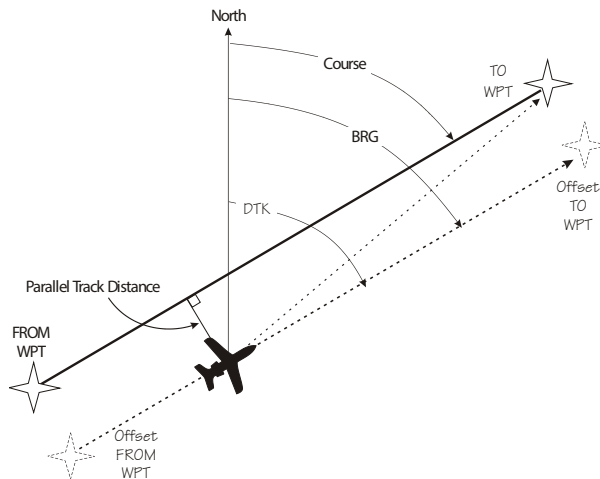 North
Course
TO
WPT
BRG
Offset
TO
WPT
DTK
Parallel Track Distance
FROM
WPT
Offset
FROM
WPT